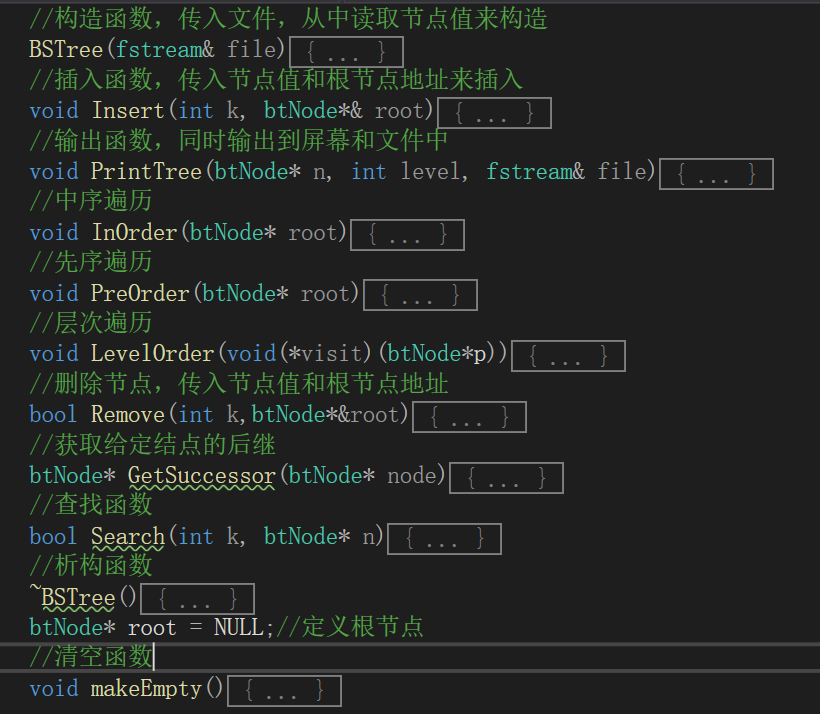 //构造函数，传入文件，从中读取节点值来构造
BSTree(fstream& file){ ... }
//插入函数，传入节点值和根节点地址来插入
void Insert(int k, btNode*& root){ ... }
//输出函数，同时输出到屏幕和文件中
void PrintTree(btNode* n, int level, fstream& file){ ... }
//中序遍历
void InOrder(btNode* root){ ... }
//先序遍历
void PreOrder(btNode* root){ ... }
//层次遍历
void LevelOrder(void(*visit)(btNode*p)){ ... }
//删除节点，传入节点值和根节点地址
bool Remove(int k,btNode*&root){ ... }
//获取给定结点的后继
btNode* GetSuccessor(btNode* node){ ... }
//查找函数
bool Search(int k, btNode* n){ ... }
//析构函数
~BSTree(){ ... }
btNode* root = NULL;//定义根节点
//清空函数
void makeEmpty(){ ... }